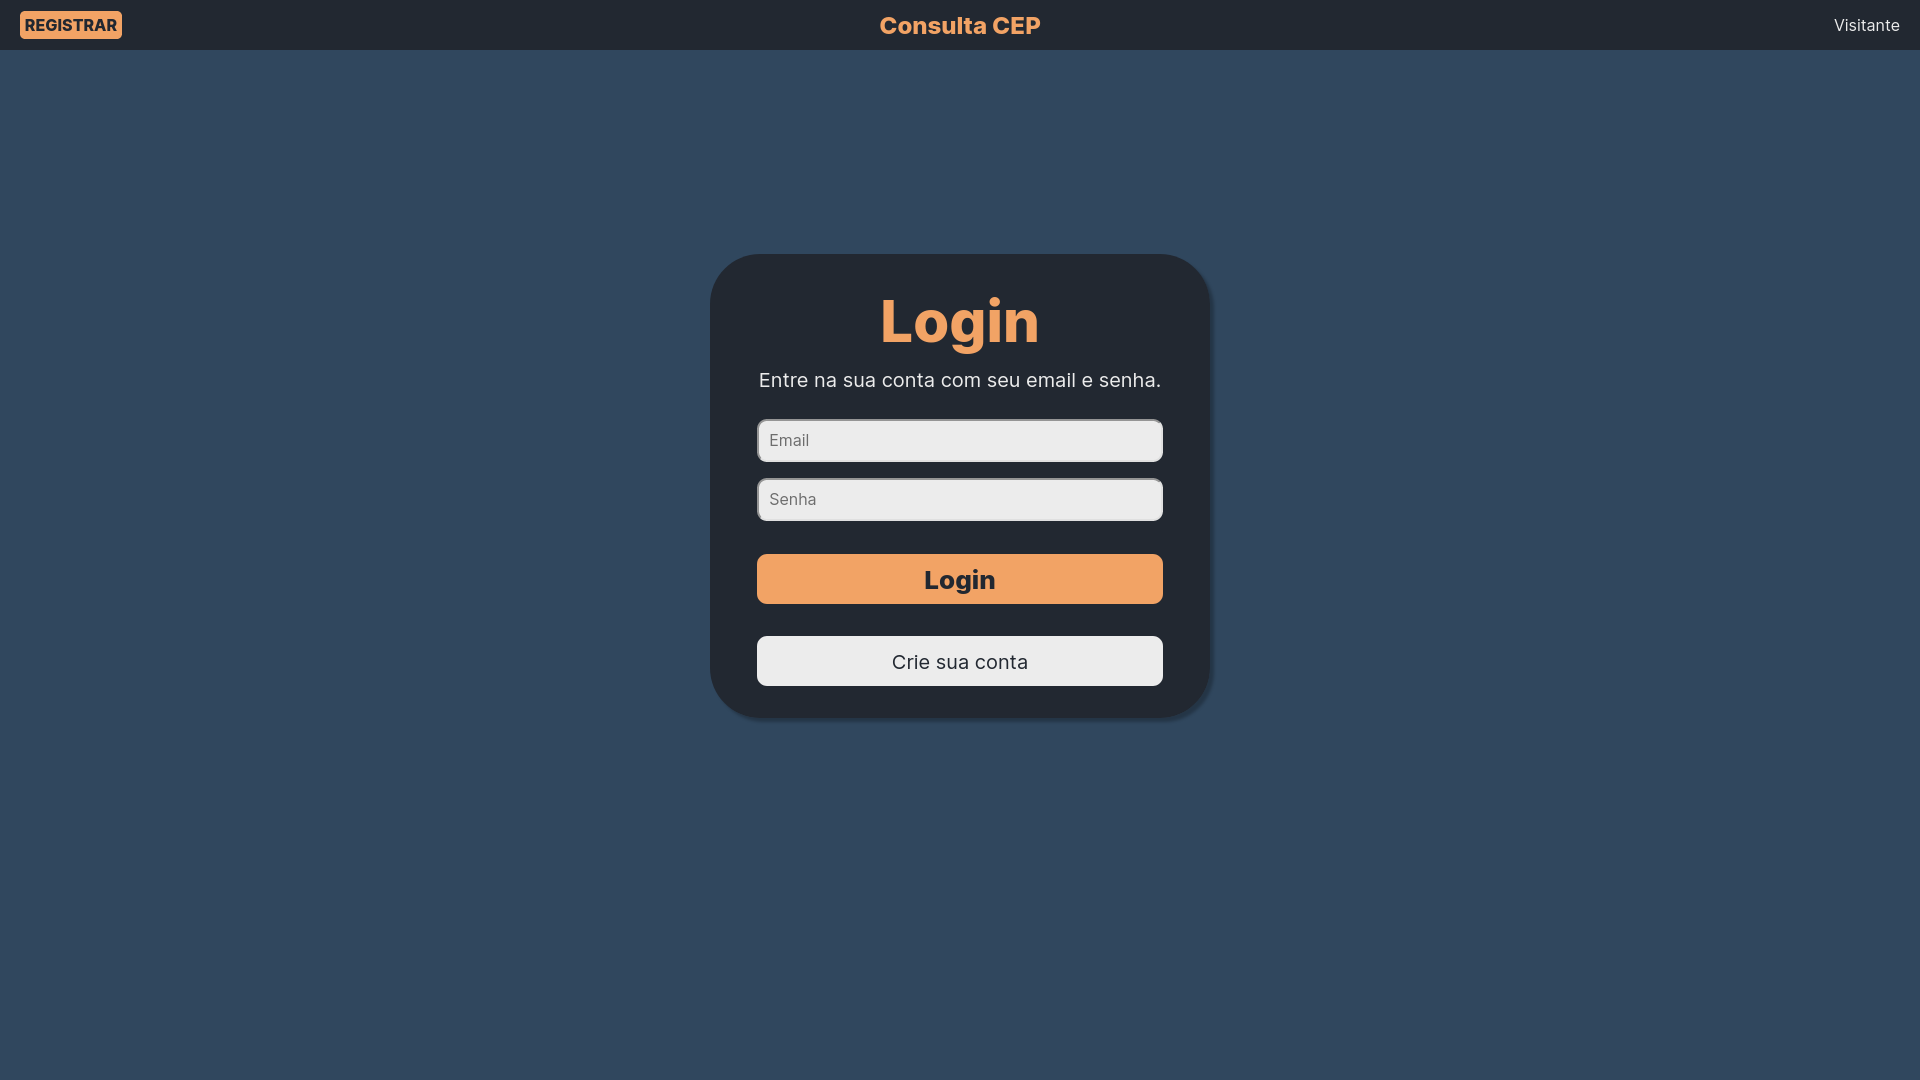 REGISTRAR
Consulta CEP
Visitante
Login
Entre na sua conta com seu email e senha.
Email
Senha
Login
Crie sua conta